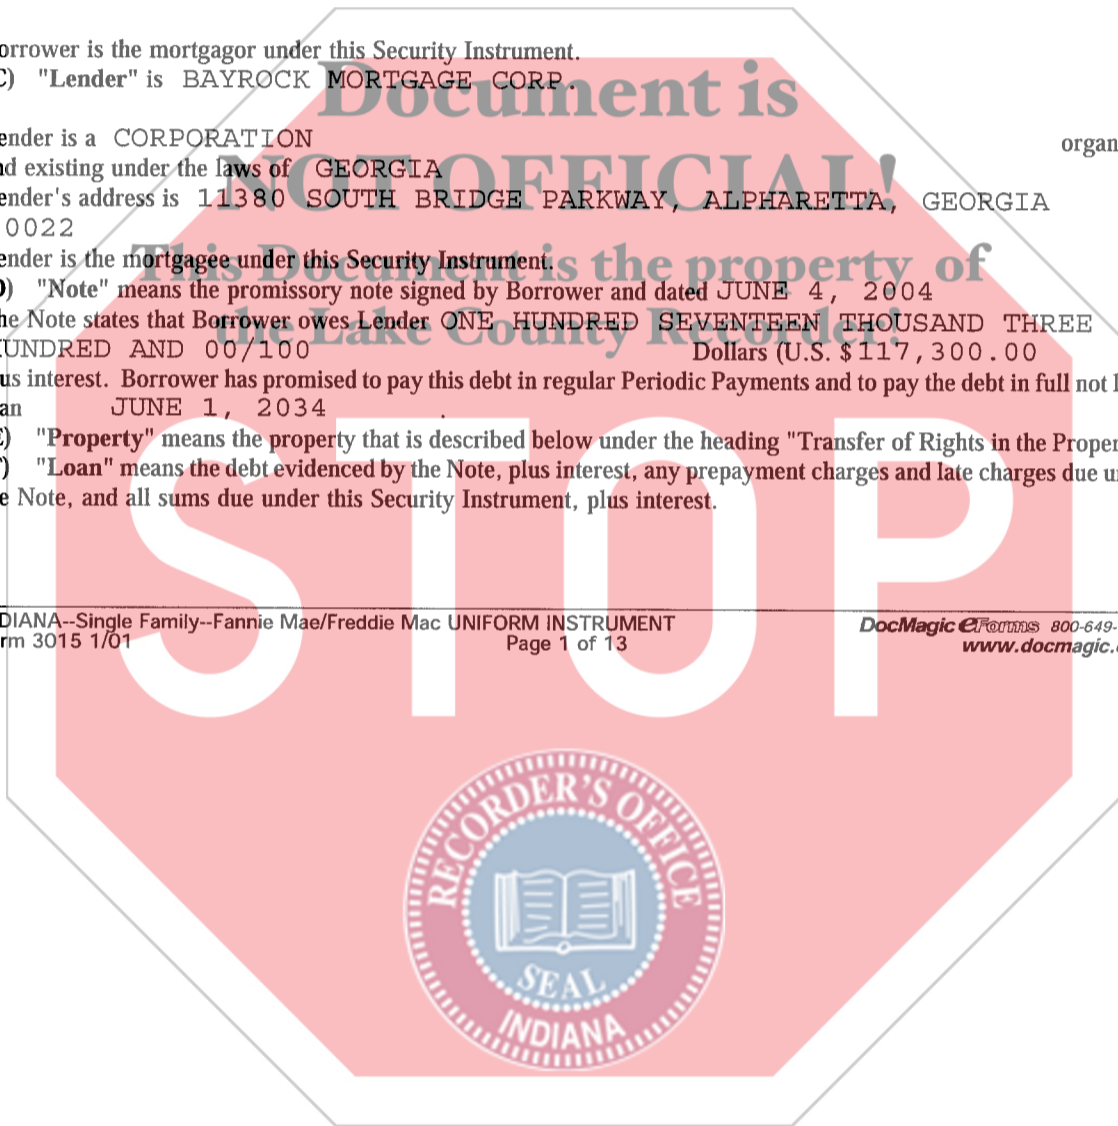 orrower is the mortgagor under this Security Instrument.
C) "Lender" is BAYROCK MORTGAGE CORP.
Document is
ender is a CORPORATION organ
nd existing under the laws of GEORGIA
NOT OFFICIAL!
ender's address is 11380 SOUTH BRIDGE PARKWAY, ALPHARETTA, GEORGIA
0022
ender is the mortgagee under this Security Instrument.
This Document is the property of
D) "Note" means the promissory note signed by Borrower and dated JUNE 4, 2004
he Note states that Borrower owes Lender ONE HUNDRED SEVENTEEN THOUSAND THREE
the Lake County Recorder!
UNDRED AND 00/100 Dollars (U.S. $117,300.00
us interest. Borrower has promised to pay this debt in regular Periodic Payments and to pay the debt in full not l
an JUNE 1, 2034 .
E) "Property" means the property that is described below under the heading "Transfer of Rights in the Proper
F) "Loan" means the debt evidenced by the Note, plus interest, any prepayment charges and late charges due u
e Note, and all sums due under this Security Instrument, plus interest.
STOP
DIANA--Single Family--Fannie Mae/Freddie Mac UNIFORM INSTRUMENT DocMagic eForms 800-649-
rm 3015 1/01 Page 1 of 13 www.docmagic.
RECORDER'S OFFICE
SEAL
INDIANA